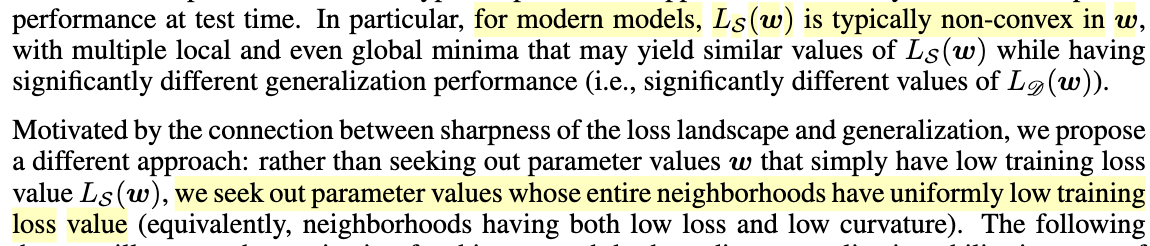 performance at test time. In particular, for modern models, L_S(w) is typically non-convex in w,
with multiple local and even global minima that may yield similar values of L_S(w) while having
significantly different generalization performance (i.e., significantly different values of L_𝒟(w)).
Motivated by the connection between sharpness of the loss landscape and generalization, we propose
a different approach: rather than seeking out parameter values w that simply have low training loss
value L_S(w), we seek out parameter values whose entire neighborhoods have uniformly low training
loss value (equivalently, neighborhoods having both low loss and low curvature). The following